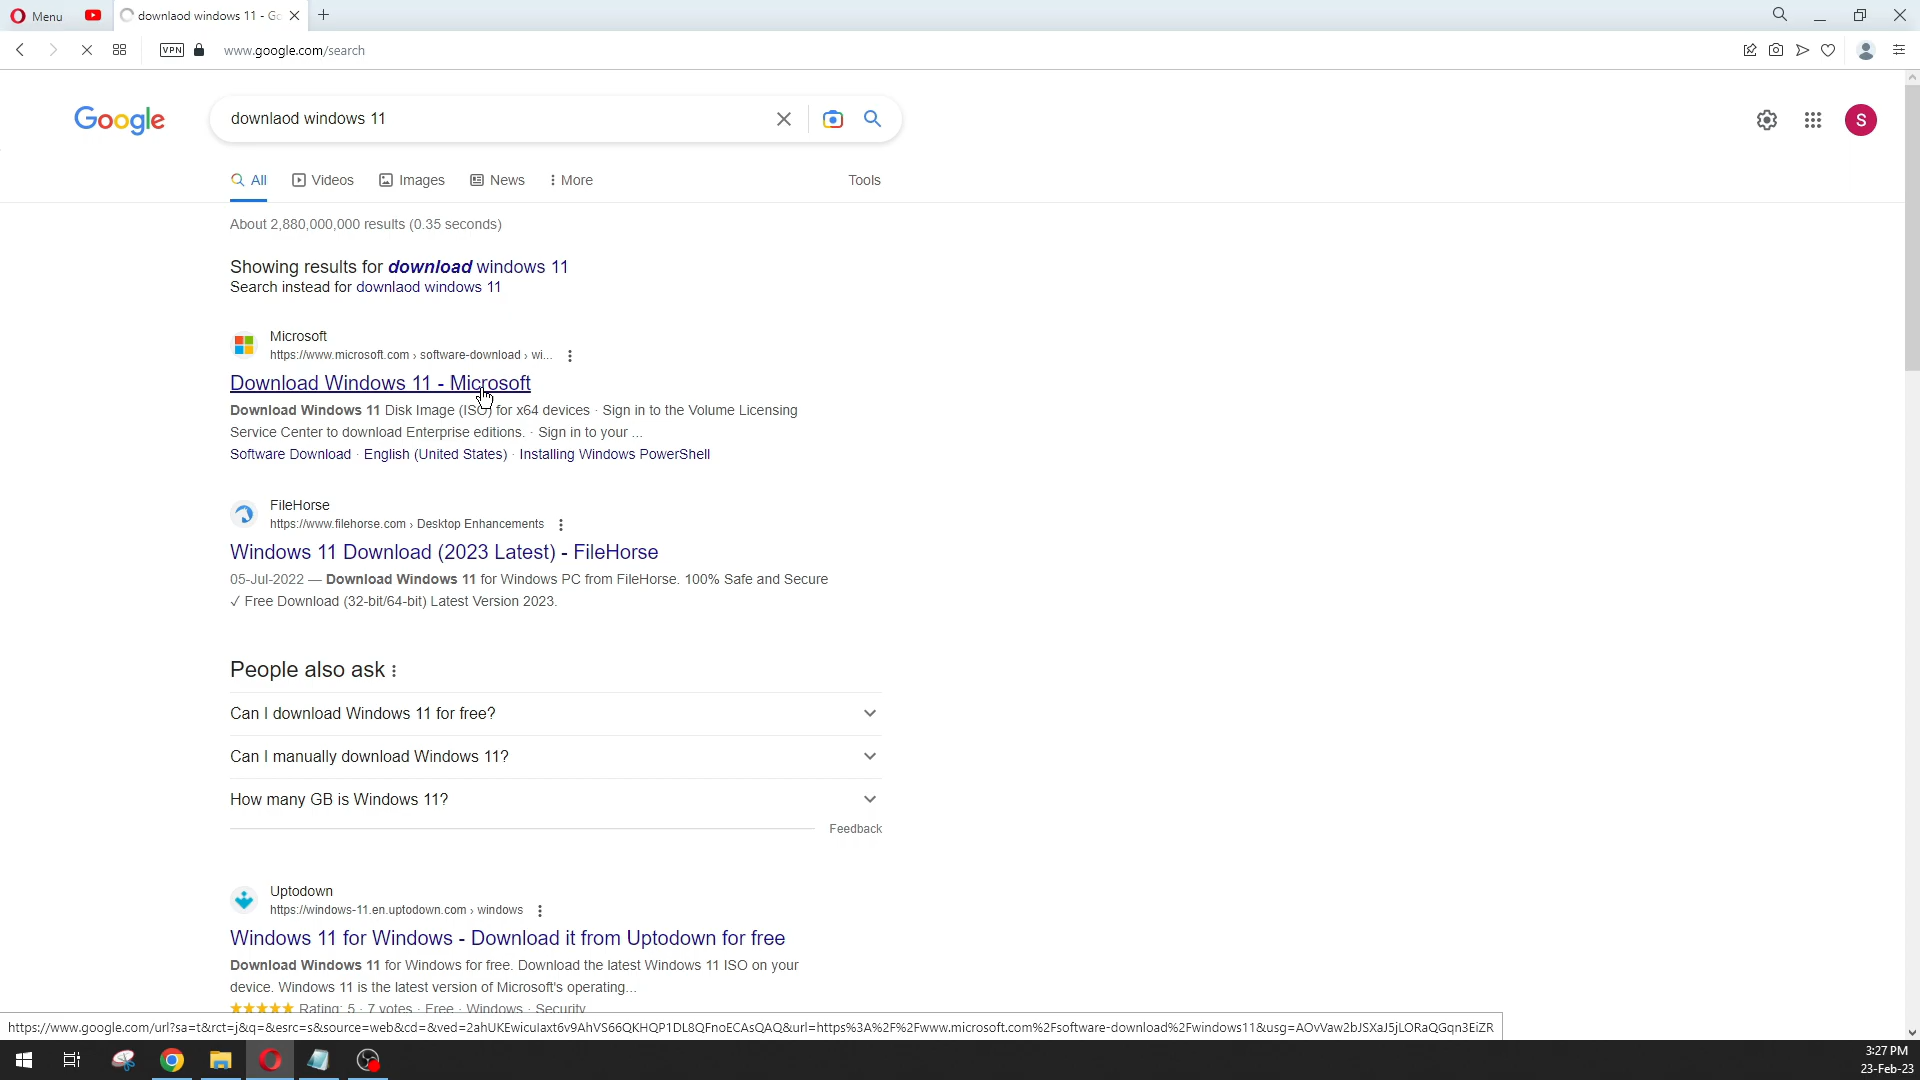 Menu
downlaod windows 11 - Gc
VPN
www.google.com/search
Google
downlaod windows 11
S
All
Videos
Images
News
More
Tools
About 2,880,000,000 results (0.35 seconds)
Showing results for download windows 11
Search instead for downlaod windows 11
Microsoft
https://www.microsoft.com › software-download › wi...
Download Windows 11 - Microsoft
Download Windows 11 Disk Image (ISO) for x64 devices · Sign in to the Volume Licensing
Service Center to download Enterprise editions. · Sign in to your ...
Software Download · English (United States) · Installing Windows PowerShell
FileHorse
https://www.filehorse.com › Desktop Enhancements
Windows 11 Download (2023 Latest) - FileHorse
05-Jul-2022 — Download Windows 11 for Windows PC from FileHorse. 100% Safe and Secure
✓ Free Download (32-bit/64-bit) Latest Version 2023.
People also ask
Can I download Windows 11 for free?
Can I manually download Windows 11?
How many GB is Windows 11?
Feedback
Uptodown
https://windows-11.en.uptodown.com › windows
Windows 11 for Windows - Download it from Uptodown for free
Download Windows 11 for Windows for free. Download the latest Windows 11 ISO on your
device. Windows 11 is the latest version of Microsoft's operating...
Rating: 5 · 7 votes · Free · Windows · Security
https://www.google.com/url?sa=t&rct=j&q=&esrc=s&source=web&cd=&ved=2ahUKEwiculaxt6v9AhVS66QKHQP1DL8QFnoECAsQAQ&url=https%3A%2F%2Fwww.microsoft.com%2Fsoftware-download%2Fwindows11&usg=AOvVaw2bJSXaJ5jLORaQGqn3EiZR
3:27 PM
23-Feb-23